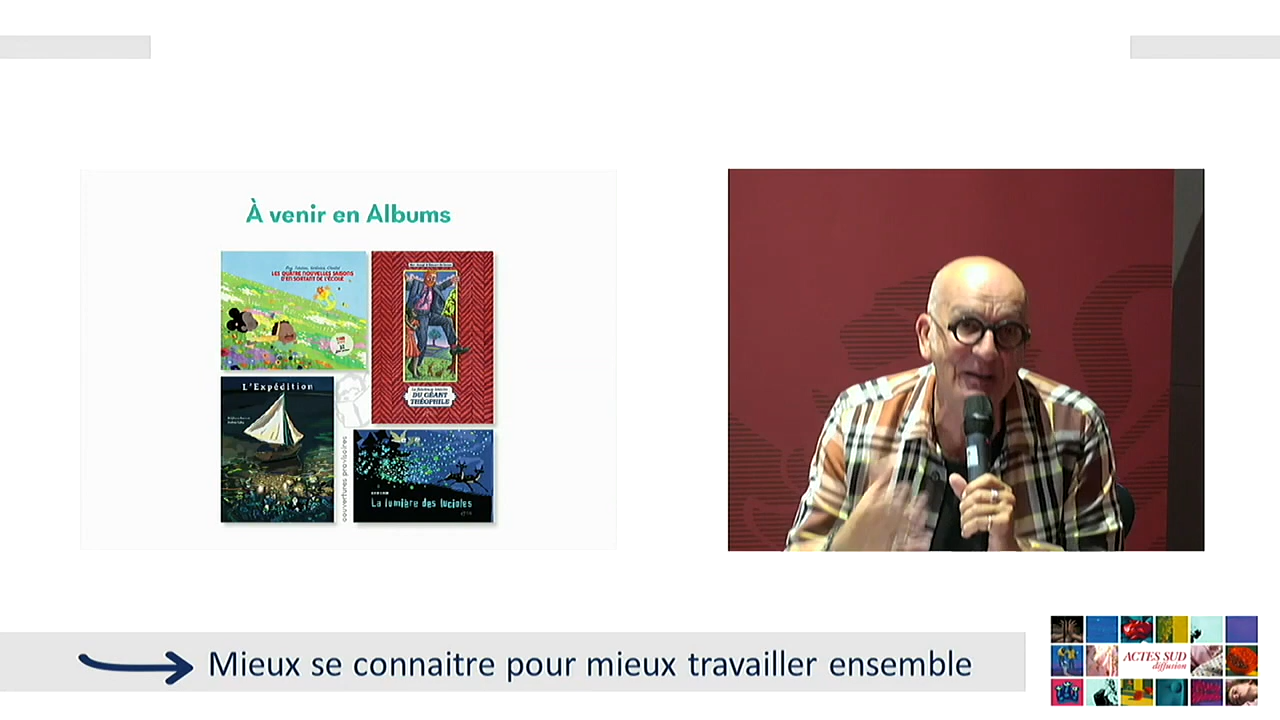 À venir en Albums
LES QUATRE NOUVELLES SAISONS
D'EN SORTANT DE L'ÉCOLE
DU GÉANT
THÉOPHILE
L'Expédition
couvertures provisoires
La lumière des lucioles
Mieux se connaitre pour mieux travailler ensemble
ACTES SUD
diffusion